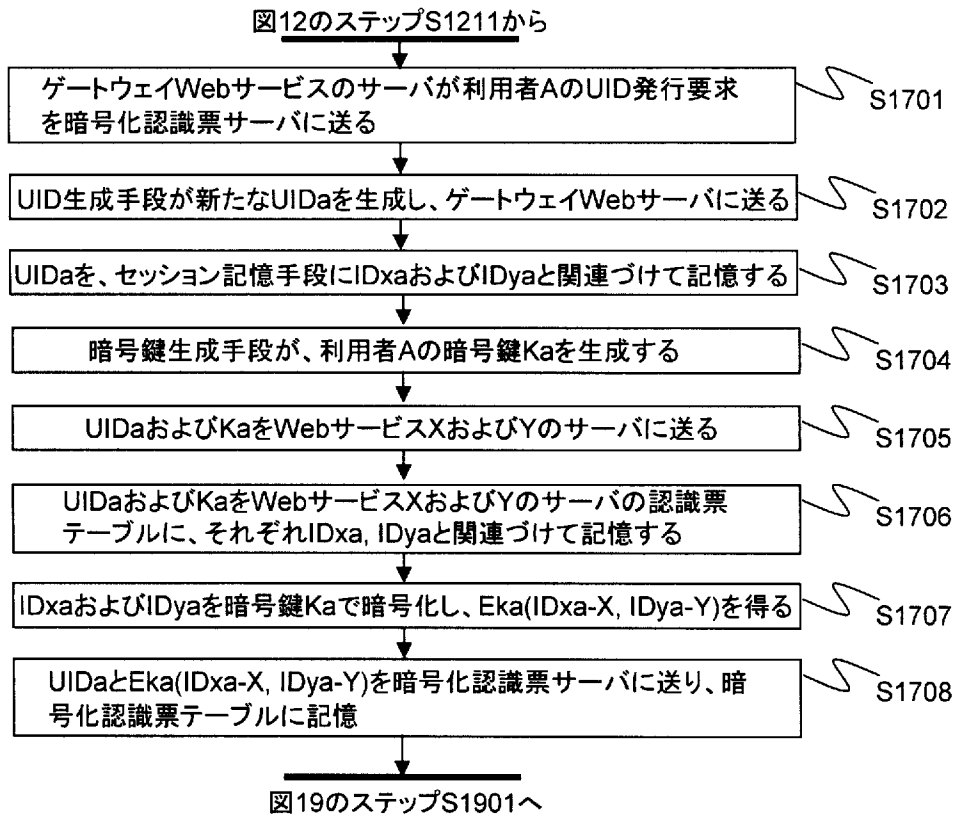 図12のステップS1211から
ゲートウェイWebサービスのサーバが利用者AのUID発行要求
を暗号化認識票サーバに送る
S1701
UID生成手段が新たなUIDaを生成し、ゲートウェイWebサーバに送る
S1702
UIDaを、セッション記憶手段にIDxaおよびIDyaと関連づけて記憶する
S1703
暗号鍵生成手段が、利用者Aの暗号鍵Kaを生成する
S1704
UIDaおよびKaをWebサービスXおよびYのサーバに送る
S1705
UIDaおよびKaをWebサービスXおよびYのサーバの認識票
テーブルに、それぞれIDxa, IDyaと関連づけて記憶する
S1706
IDxaおよびIDyaを暗号鍵Kaで暗号化し、Eka(IDxa-X, IDya-Y)を得る
S1707
UIDaとEka(IDxa-X, IDya-Y)を暗号化認識票サーバに送り、暗
号化認識票テーブルに記憶
S1708
図19のステップS1901へ